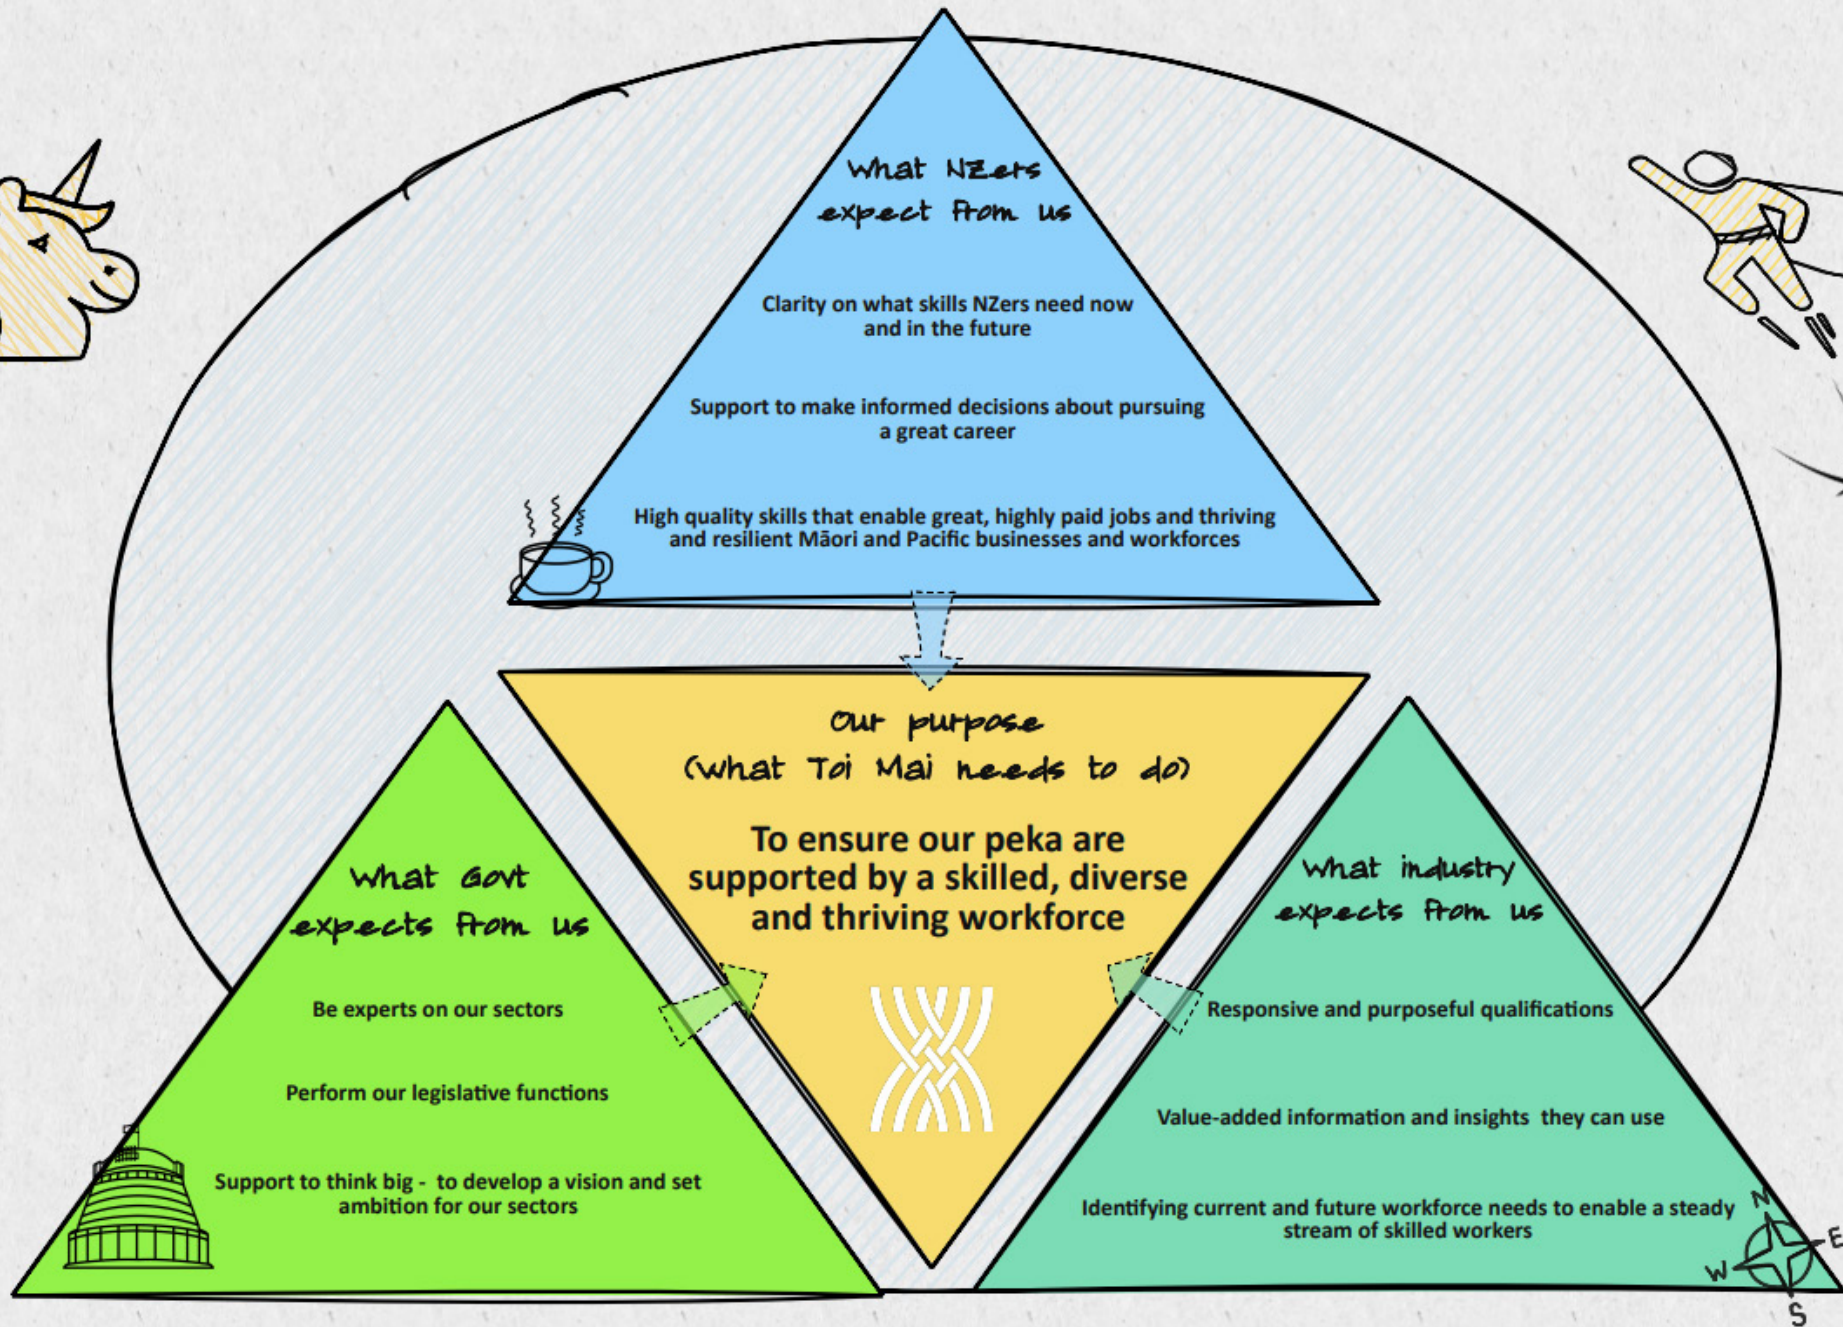 What NZers
expect from us
Clarity on what skills NZers need now
and in the future
Support to make informed decisions about pursuing
a great career
High quality skills that enable great, highly paid jobs and thriving
and resilient Māori and Pacific businesses and workforces
Our purpose
(what Toi Mai needs to do)
To ensure our peka are
supported by a skilled, diverse
and thriving workforce
What Govt
expects from us
Be experts on our sectors
Perform our legislative functions
Support to think big - to develop a vision and set
ambition for our sectors
What industry
expects from us
Responsive and purposeful qualifications
Value-added information and insights they can use
Identifying current and future workforce needs to enable a steady
stream of skilled workers
N
E
W
S